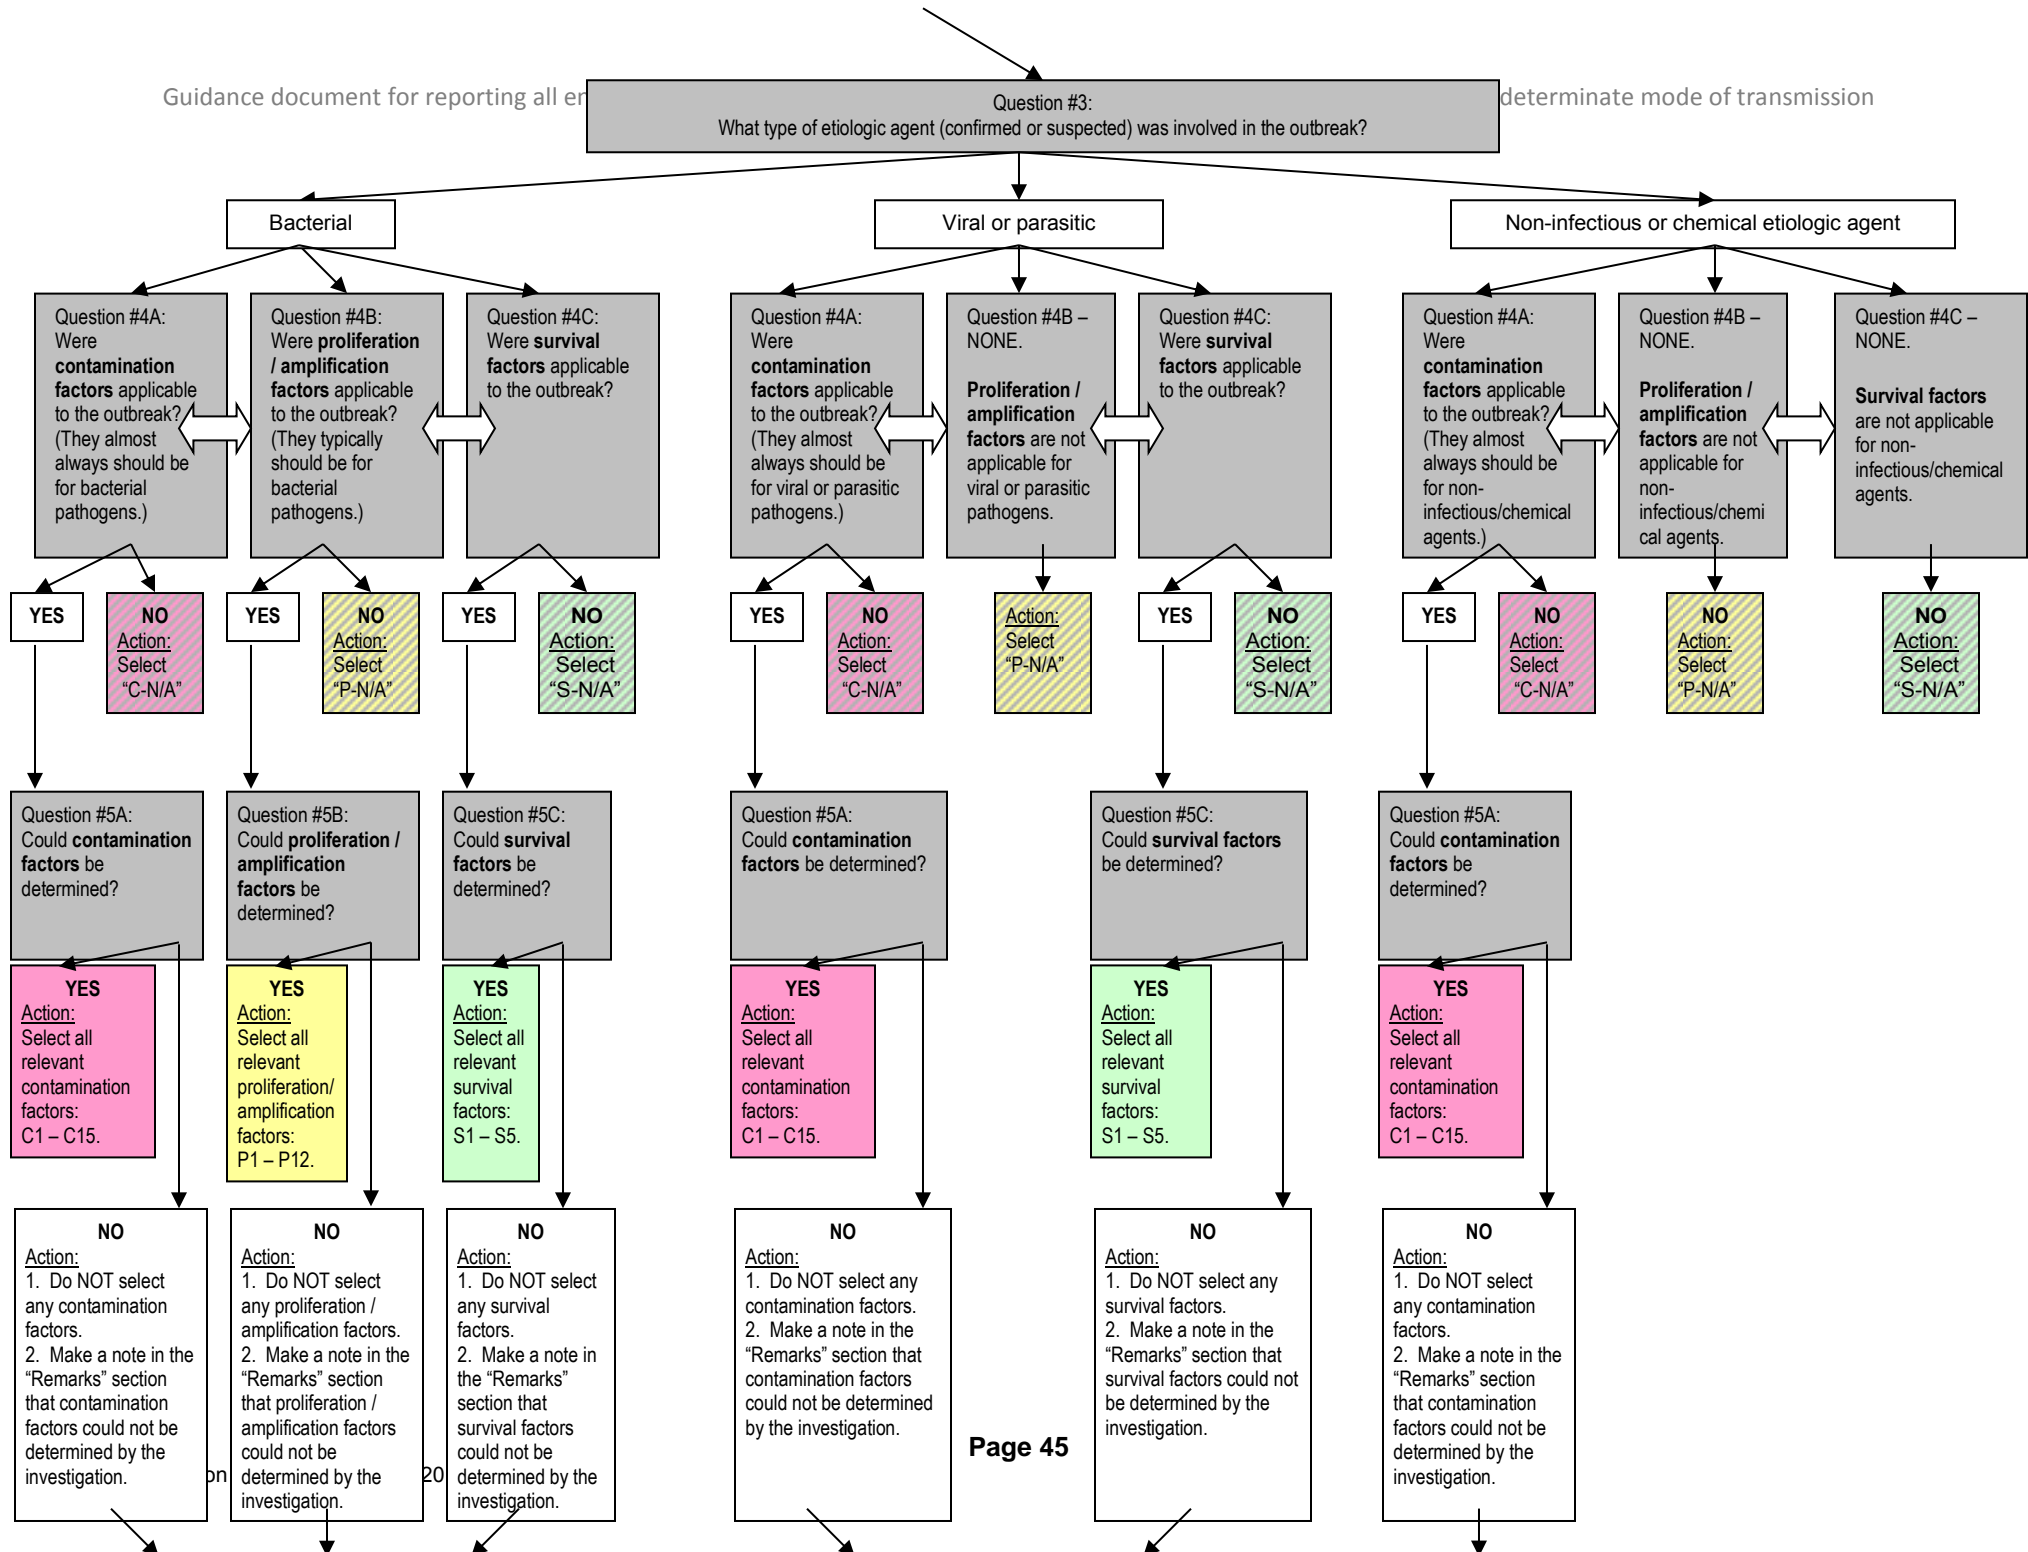 Guidance document for reporting all en
determinate mode of transmission
Question #3:
What type of etiologic agent (confirmed or suspected) was involved in the outbreak?
Bacterial
Viral or parasitic
Non-infectious or chemical etiologic agent
Question #4A:
Were
contamination
factors applicable
to the outbreak?
(They almost
always should be
for bacterial
pathogens.)
Question #4B:
Were proliferation
/ amplification
factors applicable
to the outbreak?
(They typically
should be for
bacterial
pathogens.)
Question #4C:
Were survival
factors applicable
to the outbreak?
Question #4A:
Were
contamination
factors applicable
to the outbreak?
(They almost
always should be
for viral or parasitic
pathogens.)
Question #4B –
NONE.
Proliferation /
amplification
factors are not
applicable for
viral or parasitic
pathogens.
Question #4C:
Were survival
factors applicable
to the outbreak?
Question #4A:
Were
contamination
factors applicable
to the outbreak?
(They almost
always should be
for non-
infectious/chemical
agents.)
Question #4B –
NONE.
Proliferation /
amplification
factors are not
applicable for
non-
infectious/chemi
cal agents.
Question #4C –
NONE.
Survival factors
are not applicable
for non-
infectious/chemical
agents.
YES
NO
Action:
Select
“C-N/A”
YES
NO
Action:
Select
“P-N/A”
YES
NO
Action:
Select
“S-N/A”
YES
NO
Action:
Select
“C-N/A”
Action:
Select
“P-N/A”
YES
NO
Action:
Select
“S-N/A”
YES
NO
Action:
Select
“C-N/A”
NO
Action:
Select
“P-N/A”
NO
Action:
Select
“S-N/A”
Question #5A:
Could contamination
factors be
determined?
Question #5B:
Could proliferation /
amplification
factors be
determined?
Question #5C:
Could survival
factors be
determined?
Question #5A:
Could contamination
factors be determined?
Question #5C:
Could survival factors
be determined?
Question #5A:
Could contamination
factors be
determined?
YES
Action:
Select all
relevant
contamination
factors:
C1 – C15.
YES
Action:
Select all
relevant
proliferation/
amplification
factors:
P1 – P12.
YES
Action:
Select all
relevant
survival
factors:
S1 – S5.
YES
Action:
Select all
relevant
contamination
factors:
C1 – C15.
YES
Action:
Select all
relevant
survival
factors:
S1 – S5.
YES
Action:
Select all
relevant
contamination
factors:
C1 – C15.
NO
Action:
1. Do NOT select
any contamination
factors.
2. Make a note in the
“Remarks” section
that contamination
factors could not be
determined by the
investigation.
NO
Action:
1. Do NOT select
any proliferation /
amplification factors.
2. Make a note in the
“Remarks” section
that proliferation /
amplification factors
could not be
determined by the
investigation.
NO
Action:
1. Do NOT select
any survival
factors.
2. Make a note in
the “Remarks”
section that
survival factors
could not be
determined by the
investigation.
NO
Action:
1. Do NOT select any
contamination factors.
2. Make a note in the
“Remarks” section that
contamination factors
could not be determined
by the investigation.
NO
Action:
1. Do NOT select any
survival factors.
2. Make a note in the
“Remarks” section that
survival factors could not
be determined by the
investigation.
NO
Action:
1. Do NOT select
any contamination
factors.
2. Make a note in the
“Remarks” section
that contamination
factors could not be
determined by the
investigation.
on
20
Page 45